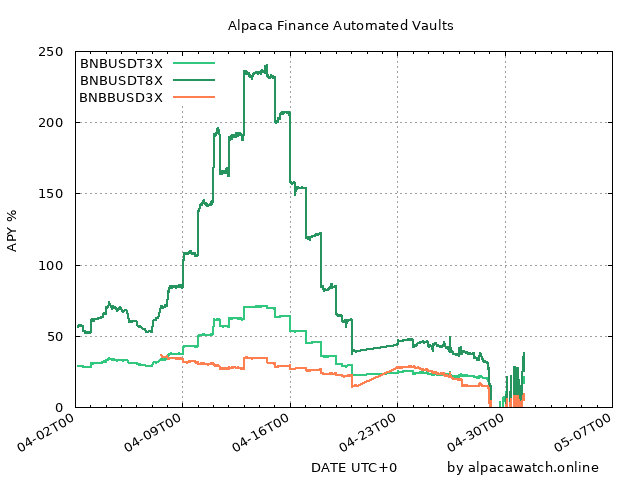 Alpaca Finance Automated Vaults
250
200
150
100
50
0
APY %
BNBUSDT3X
BNBUSDT8X
BNBBUSD3X
04-02T00
04-09T00
04-16T00
04-23T00
04-30T00
05-07T00
DATE UTC+0
by alpacawatch.online